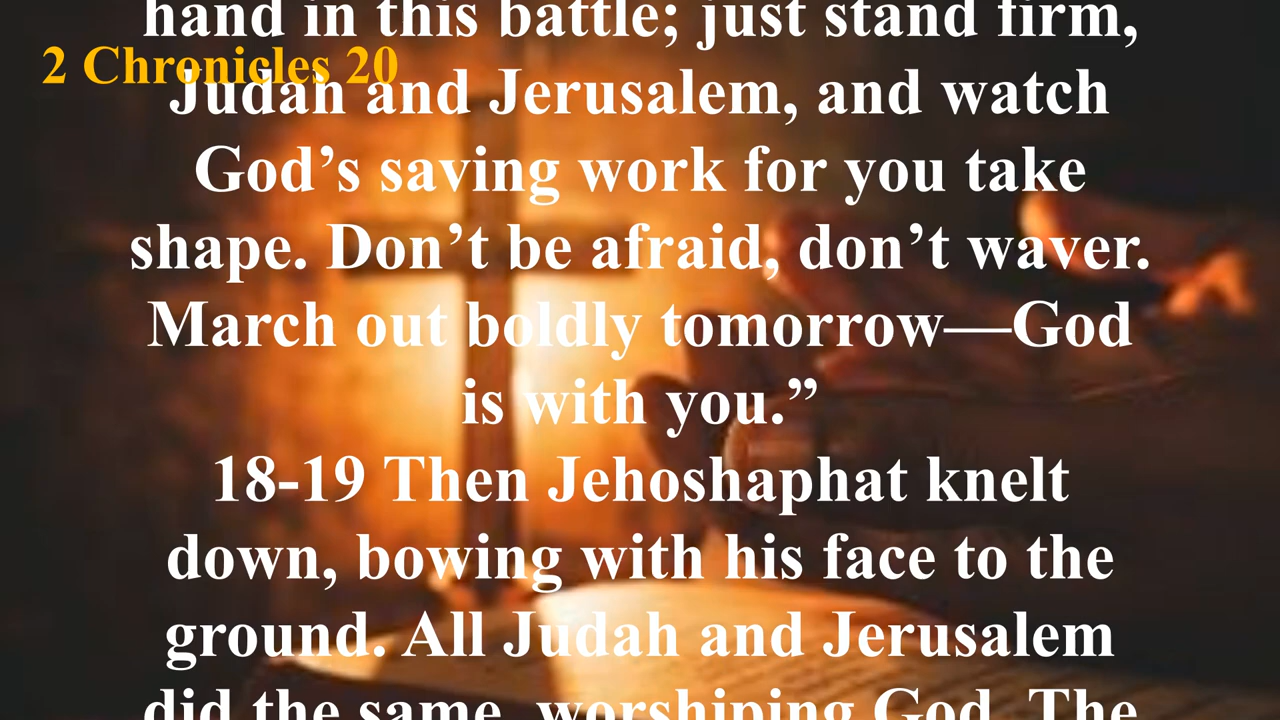 hand in this battle; just stand firm,
2 Chronicles 20
Judah and Jerusalem, and watch
God’s saving work for you take
shape. Don’t be afraid, don’t waver.
March out boldly tomorrow—God
is with you.”
18-19 Then Jehoshaphat knelt
down, bowing with his face to the
ground. All Judah and Jerusalem
did the same, worshiping God. The